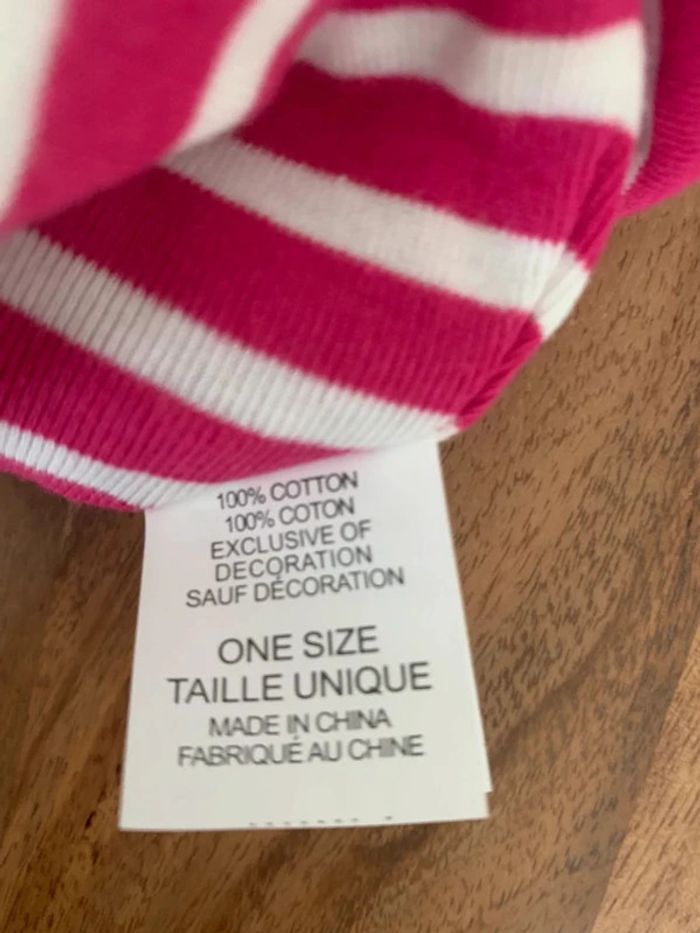 100% COTTON
100% COTON
EXCLUSIVE OF
DECORATION
SAUF DÉCORATION
ONE SIZE
TAILLE UNIQUE
MADE IN CHINA
FABRIQUÉ AU CHINE